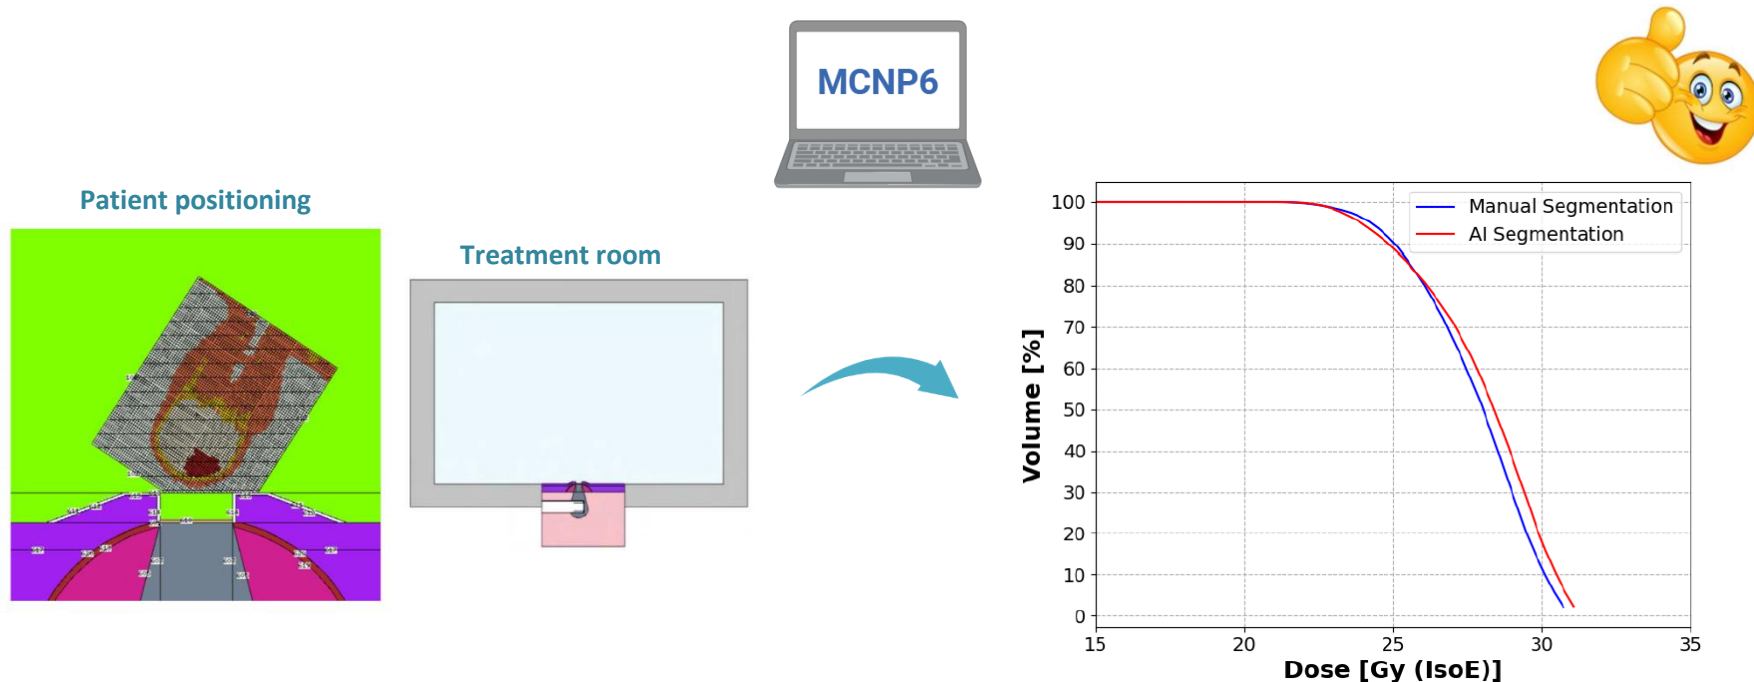 MCNP6
Patient positioning
Treatment room
Manual Segmentation
AI Segmentation
100
90
80
70
60
50
40
30
20
10
0
Volume [%]
15
20
25
30
35
Dose [Gy (IsoE)]